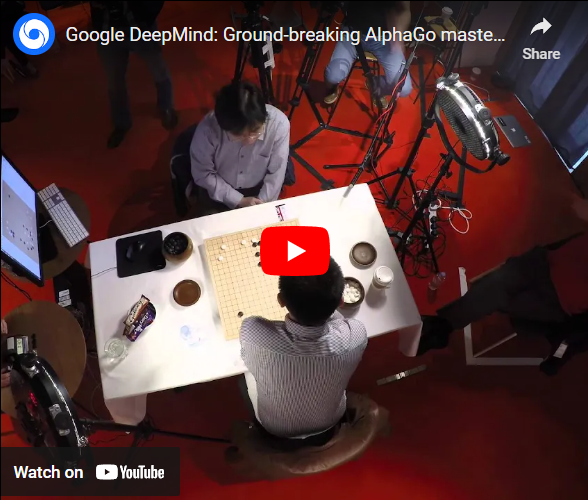 Google DeepMind: Ground-breaking AlphaGo maste...
Share
Watch on YouTube